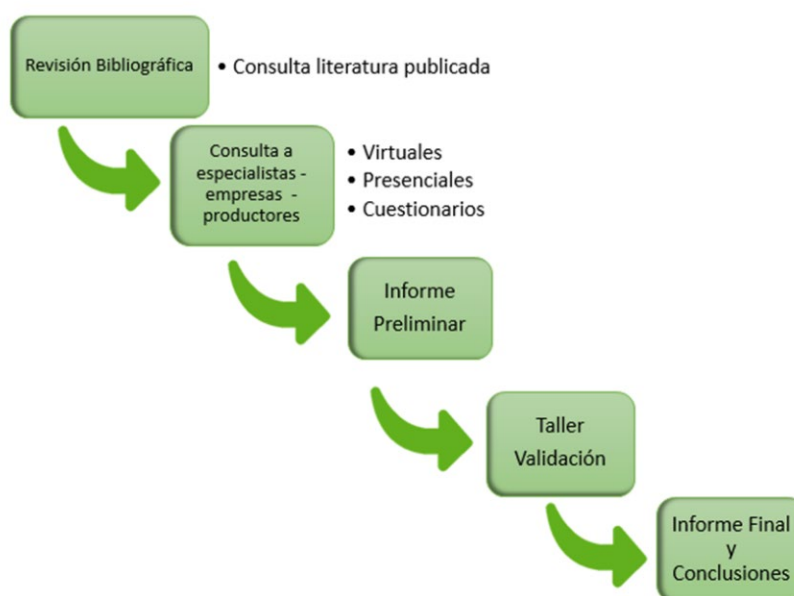 Revisión Bibliográfica
• Consulta literatura publicada
Consulta a
especialistas -
empresas -
productores
• Virtuales
• Presenciales
• Cuestionarios
Informe
Preliminar
Taller
Validación
Informe Final
y
Conclusiones